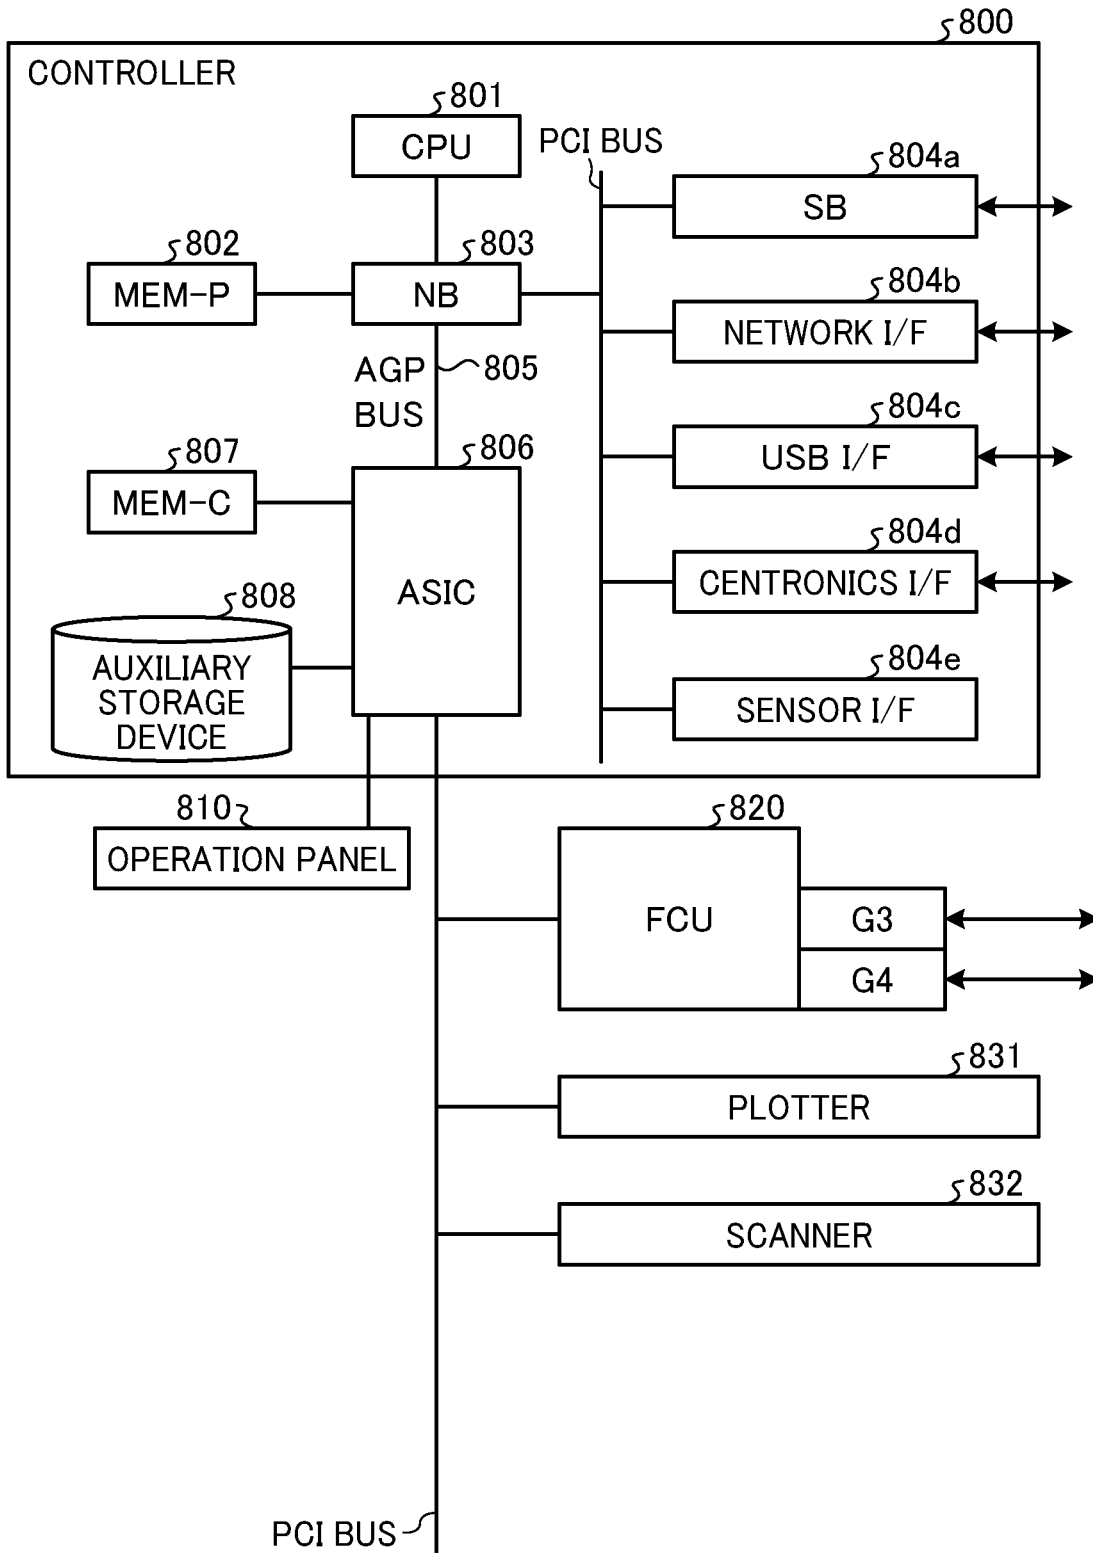 800
CONTROLLER
801
CPU
PCI BUS
804a
SB
802
MEM-P
803
NB
804b
NETWORK I/F
AGP
BUS
805
804c
USB I/F
807
MEM-C
806
ASIC
804d
CENTRONICS I/F
808
AUXILIARY
STORAGE
DEVICE
804e
SENSOR I/F
810
OPERATION PANEL
820
FCU
G3
G4
831
PLOTTER
832
SCANNER
PCI BUS